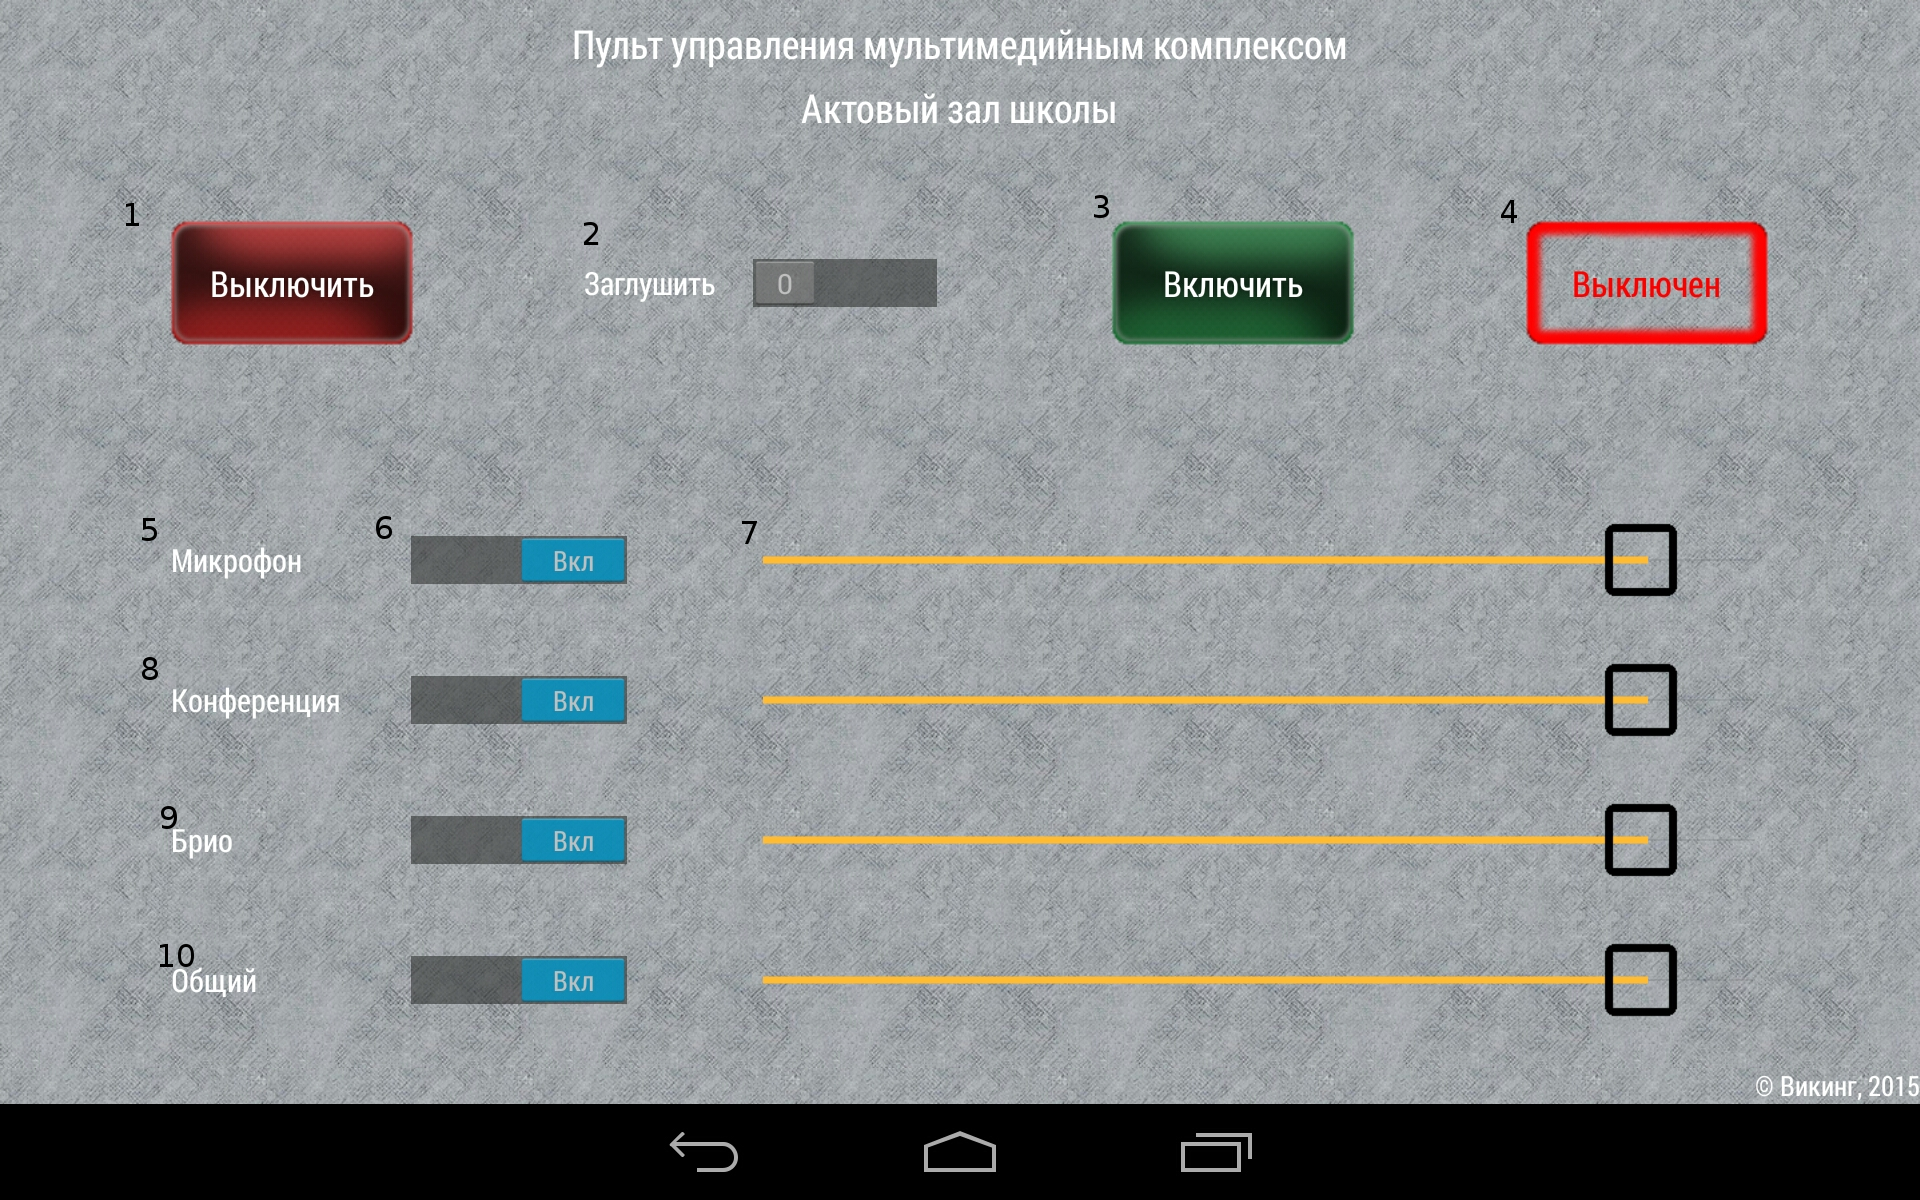 Пульт управления мультимедийным комплексом
Актовый зал школы
1
2
3
4
Выключить
Заглушить
0
Включить
Выключен
5
6
7
Микрофон
Вкл
8
Конференция
Вкл
9
Брио
Вкл
10
Общий
Вкл
© Викинг, 2015